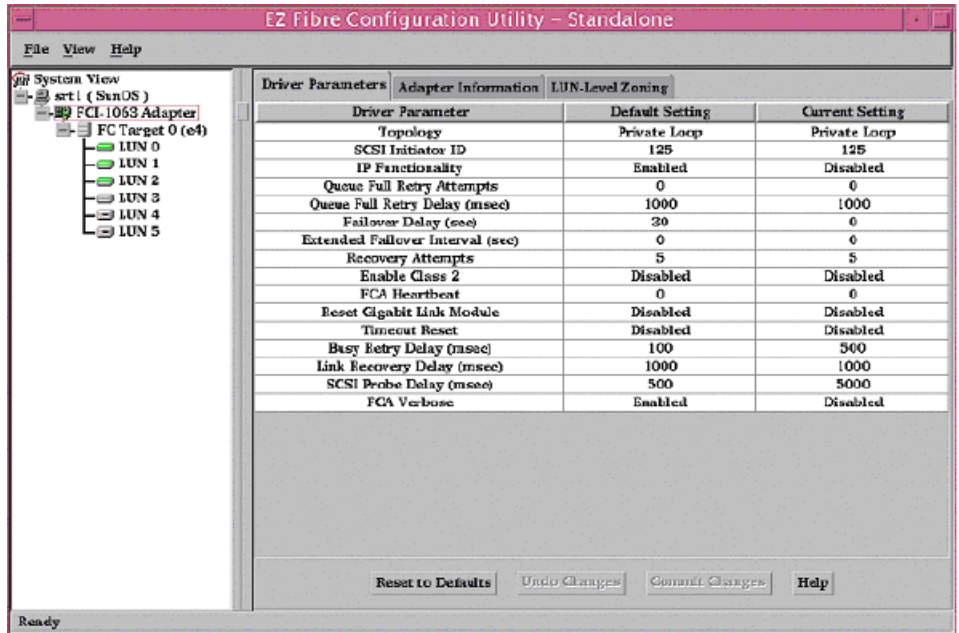 EZ Fibre Configuration Utility – Standalone
File View Help
System View
srt1 ( SunOS )
FCI-1063 Adapter
FC Target 0 (e4)
LUN 0
LUN 1
LUN 2
LUN 3
LUN 4
LUN 5
Driver Parameters Adapter Information LUN-Level Zoning
Driver Parameter Default Setting Current Setting
Topology Private Loop Private Loop
SCSI Initiator ID 125 125
IP Functionality Enabled Disabled
Queue Full Retry Attempts 0 0
Queue Full Retry Delay (msec) 1000 1000
Failover Delay (sec) 30 0
Extended Failover Interval (sec) 0 0
Recovery Attempts 5 5
Enable Class 2 Disabled Disabled
FCA Heartbeat 0 0
Reset Gigabit Link Module Disabled Disabled
Timeout Reset Disabled Disabled
Busy Retry Delay (msec) 100 500
Link Recovery Delay (msec) 1000 1000
SCSI Probe Delay (msec) 500 5000
FCA Verbose Enabled Disabled
Reset to Defaults Undo Changes Commit Changes Help
Ready